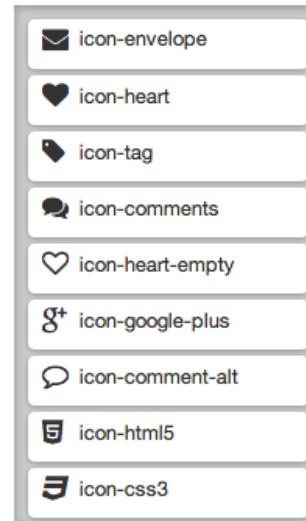 icon-envelope
icon-heart
icon-tag
icon-comments
icon-heart-empty
g+ icon-google-plus
icon-comment-alt
5 icon-html5
icon-css3